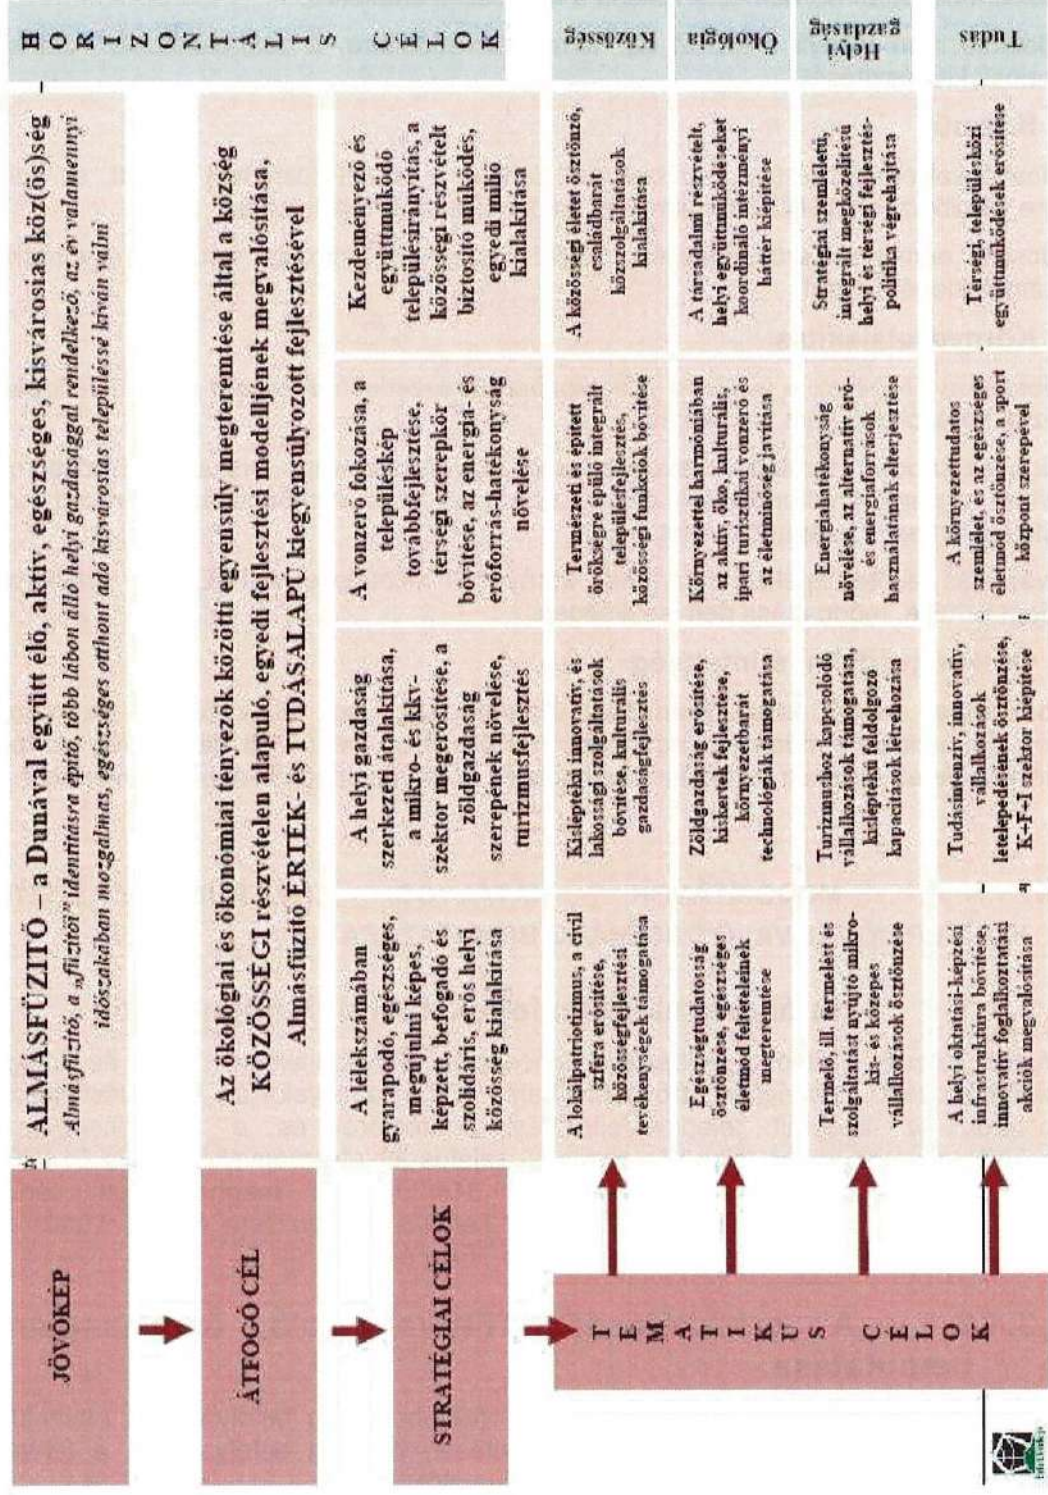 JÖVŐKÉP
ALMÁSFÜZITŐ – a Dunával együtt élő, aktív, egészséges, kisvárosias köz(ös)ség
Almásfüzitő, a „füzitői” identitásra építő, több lábon álló helyi gazdasággal rendelkező, az év valamennyi
időszakában mozgalmas, egészséges otthont adó kisvárosias településsé kíván válni
ÁTFOGÓ CÉL
Az ökológiai és ökonómiai tényezők közötti egyensúly megteremtése által a község
KÖZÖSSÉGI részvételen alapuló, egyedi fejlesztési modelljének megvalósítása,
Almásfüzitő ÉRTÉK- és TUDÁSALAPÚ kiegyensúlyozott fejlesztésével
STRATÉGIAI CÉLOK
A lélekszámában
gyarapodó, egészséges,
megújulni képes,
képzett, befogadó és
szolidáris, erős helyi
közösség kialakítása
A helyi gazdaság
szerkezeti átalakítása,
a mikro- és kkv-
szektor megerősítése, a
zöldgazdaság
szerepének növelése,
turizmusfejlesztés
A vonzerő fokozása, a
településkép
továbbfejlesztése,
térségi szerepkör
bővítése, az energia- és
erőforrás-hatékonyság
növelése
Kezdeményező és
együttműködő
településirányítás, a
közösségi részvételt
biztosító működés,
egyedi miliő
kialakítása
HORIZONTÁLIS CÉLOK
TEMATIKUS CÉLOK
A lokálpatriotizmus, a civil
szféra erősítése,
közösségfejlesztési
tevékenységek támogatása
Kisléptékű innovatív, és
lakossági szolgáltatások
bővítése, kulturális
gazdaságfejlesztés
Természeti és épített
örökségre épülő integrált
településfejlesztés,
közösségi funkciók bővítése
A közösségi életet ösztönző,
családbarát
közszolgáltatások
kialakítása
Közösség
Egészségtudatosság
ösztönzése, egészséges
életmód feltételeinek
megteremtése
Zöldgazdaság erősítése,
kiskertek fejlesztése,
környezetbarát
technológiák támogatása
Környezettel harmóniában
az aktív, öko, kulturális,
ipari turisztikai vonzerő és
az életminőség javítása
A társadalmi részvételt,
helyi együttműködéseket
koordináló intézményi
háttér kiépítése
Ökológia
Termelő, ill. termelést és
szolgáltatást nyújtó mikro-
kis- és közepes
vállalkozások ösztönzése
Turizmushoz kapcsolódó
vállalkozások támogatása,
kisléptékű feldolgozó
kapacitások létrehozása
Energiahatékonyság
növelése, az alternatív erő-
és energiaforrások
használatának elterjesztése
Stratégiai szemléletű,
integrált megközelítésű
helyi és térségi fejlesztés-
politika végrehajtása
Helyi
gazdaság
A helyi oktatási-képzési
infrastruktúra bővítése,
innovatív foglalkoztatási
akciók megvalósítása
Tudásintenzív, innovatív,
vállalkozások
letelepedésének ösztönzése,
K+F+I szektor kiépítése
A környezettudatos
szemlélet, és az egészséges
életmód ösztönzése, a sport
központ szerepével
Térségi, településközi
együttműködések erősítése
Tudás